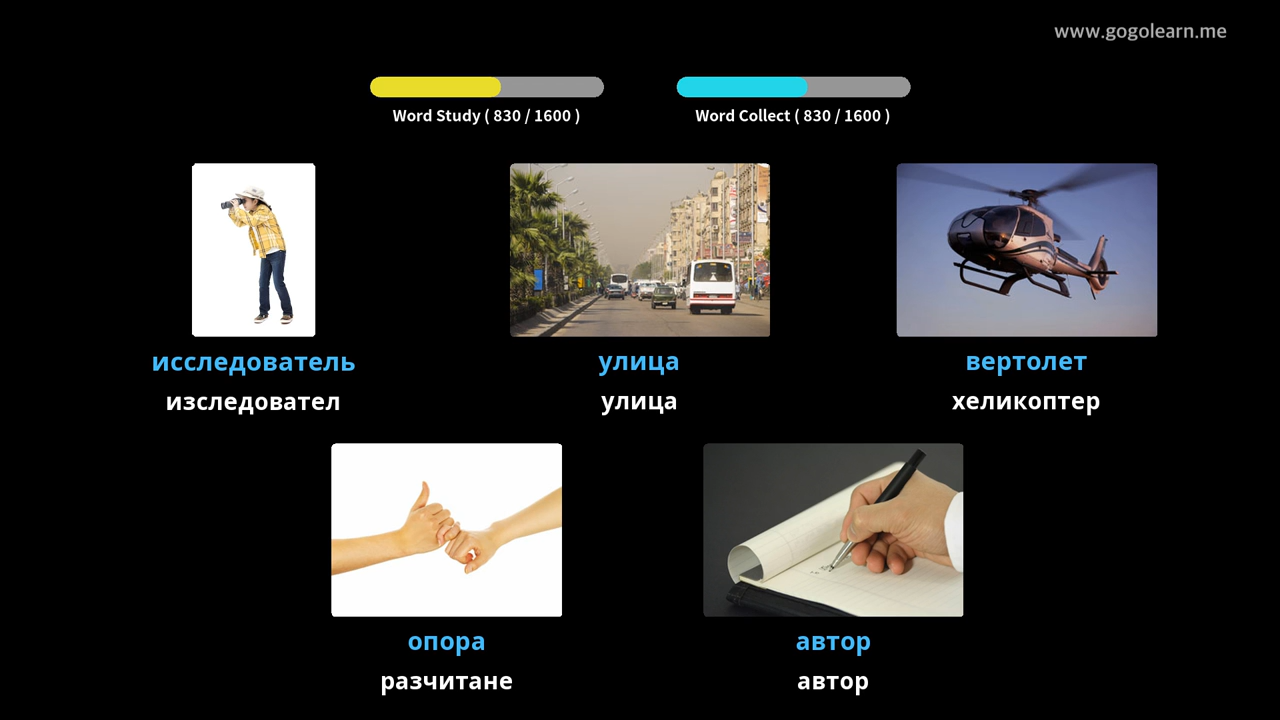 www.gogolearn.me
Word Study ( 830 / 1600 )
Word Collect ( 830 / 1600 )
исследователь
изследовател
улица
улица
вертолет
хеликоптер
опора
разчитане
автор
автор